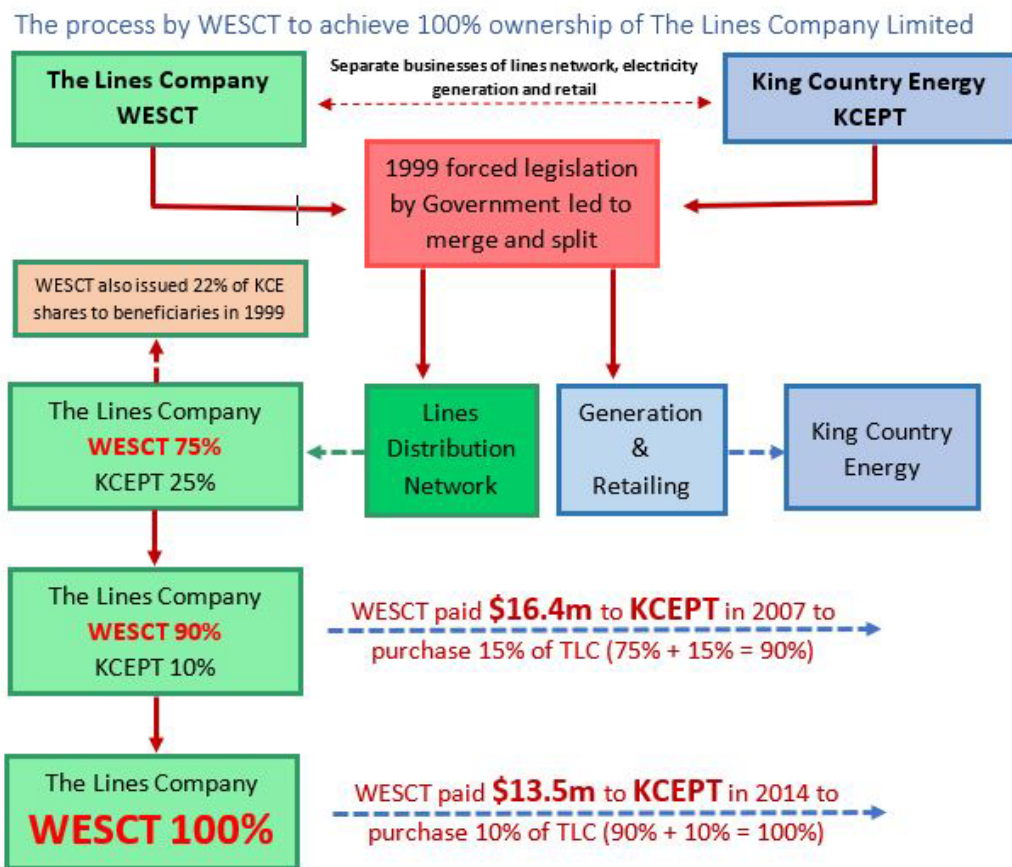 The process by WESCT to achieve 100% ownership of The Lines Company Limited
The Lines Company
WESCT
Separate businesses of lines network, electricity
generation and retail
King Country Energy
KCEPT
1999 forced legislation
by Government led to
merge and split
WESCT also issued 22% of KCE
shares to beneficiaries in 1999
The Lines Company
WESCT 75%
KCEPT 25%
Lines
Distribution
Network
Generation
&
Retailing
King Country
Energy
The Lines Company
WESCT 90%
KCEPT 10%
WESCT paid $16.4m to KCEPT in 2007 to
purchase 15% of TLC (75% + 15% = 90%)
The Lines Company
WESCT 100%
WESCT paid $13.5m to KCEPT in 2014 to
purchase 10% of TLC (90% + 10% = 100%)